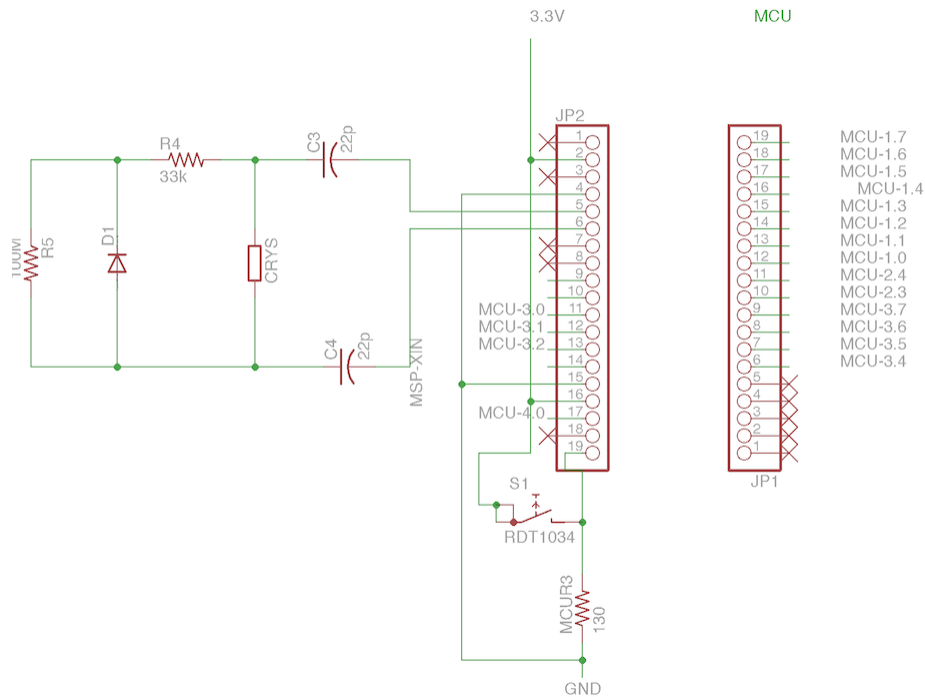 3.3V
MCU
JP2
C3
22p
R4
33k
1
2
3
4
5
6
7
8
9
10
11
12
13
14
15
16
17
18
19
19
18
17
16
15
14
13
12
11
10
9
8
7
6
5
4
3
2
1
MCU-1.7
MCU-1.6
MCU-1.5
MCU-1.4
MCU-1.3
MCU-1.2
MCU-1.1
MCU-1.0
MCU-2.4
MCU-2.3
MCU-3.7
MCU-3.6
MCU-3.5
MCU-3.4
100M
R5
D1
CRYS
MCU-3.0
MCU-3.1
MCU-3.2
C4
22p
MSP-XIN
MCU-4.0
S1
RDT1034
JP1
MCUR3
130
GND